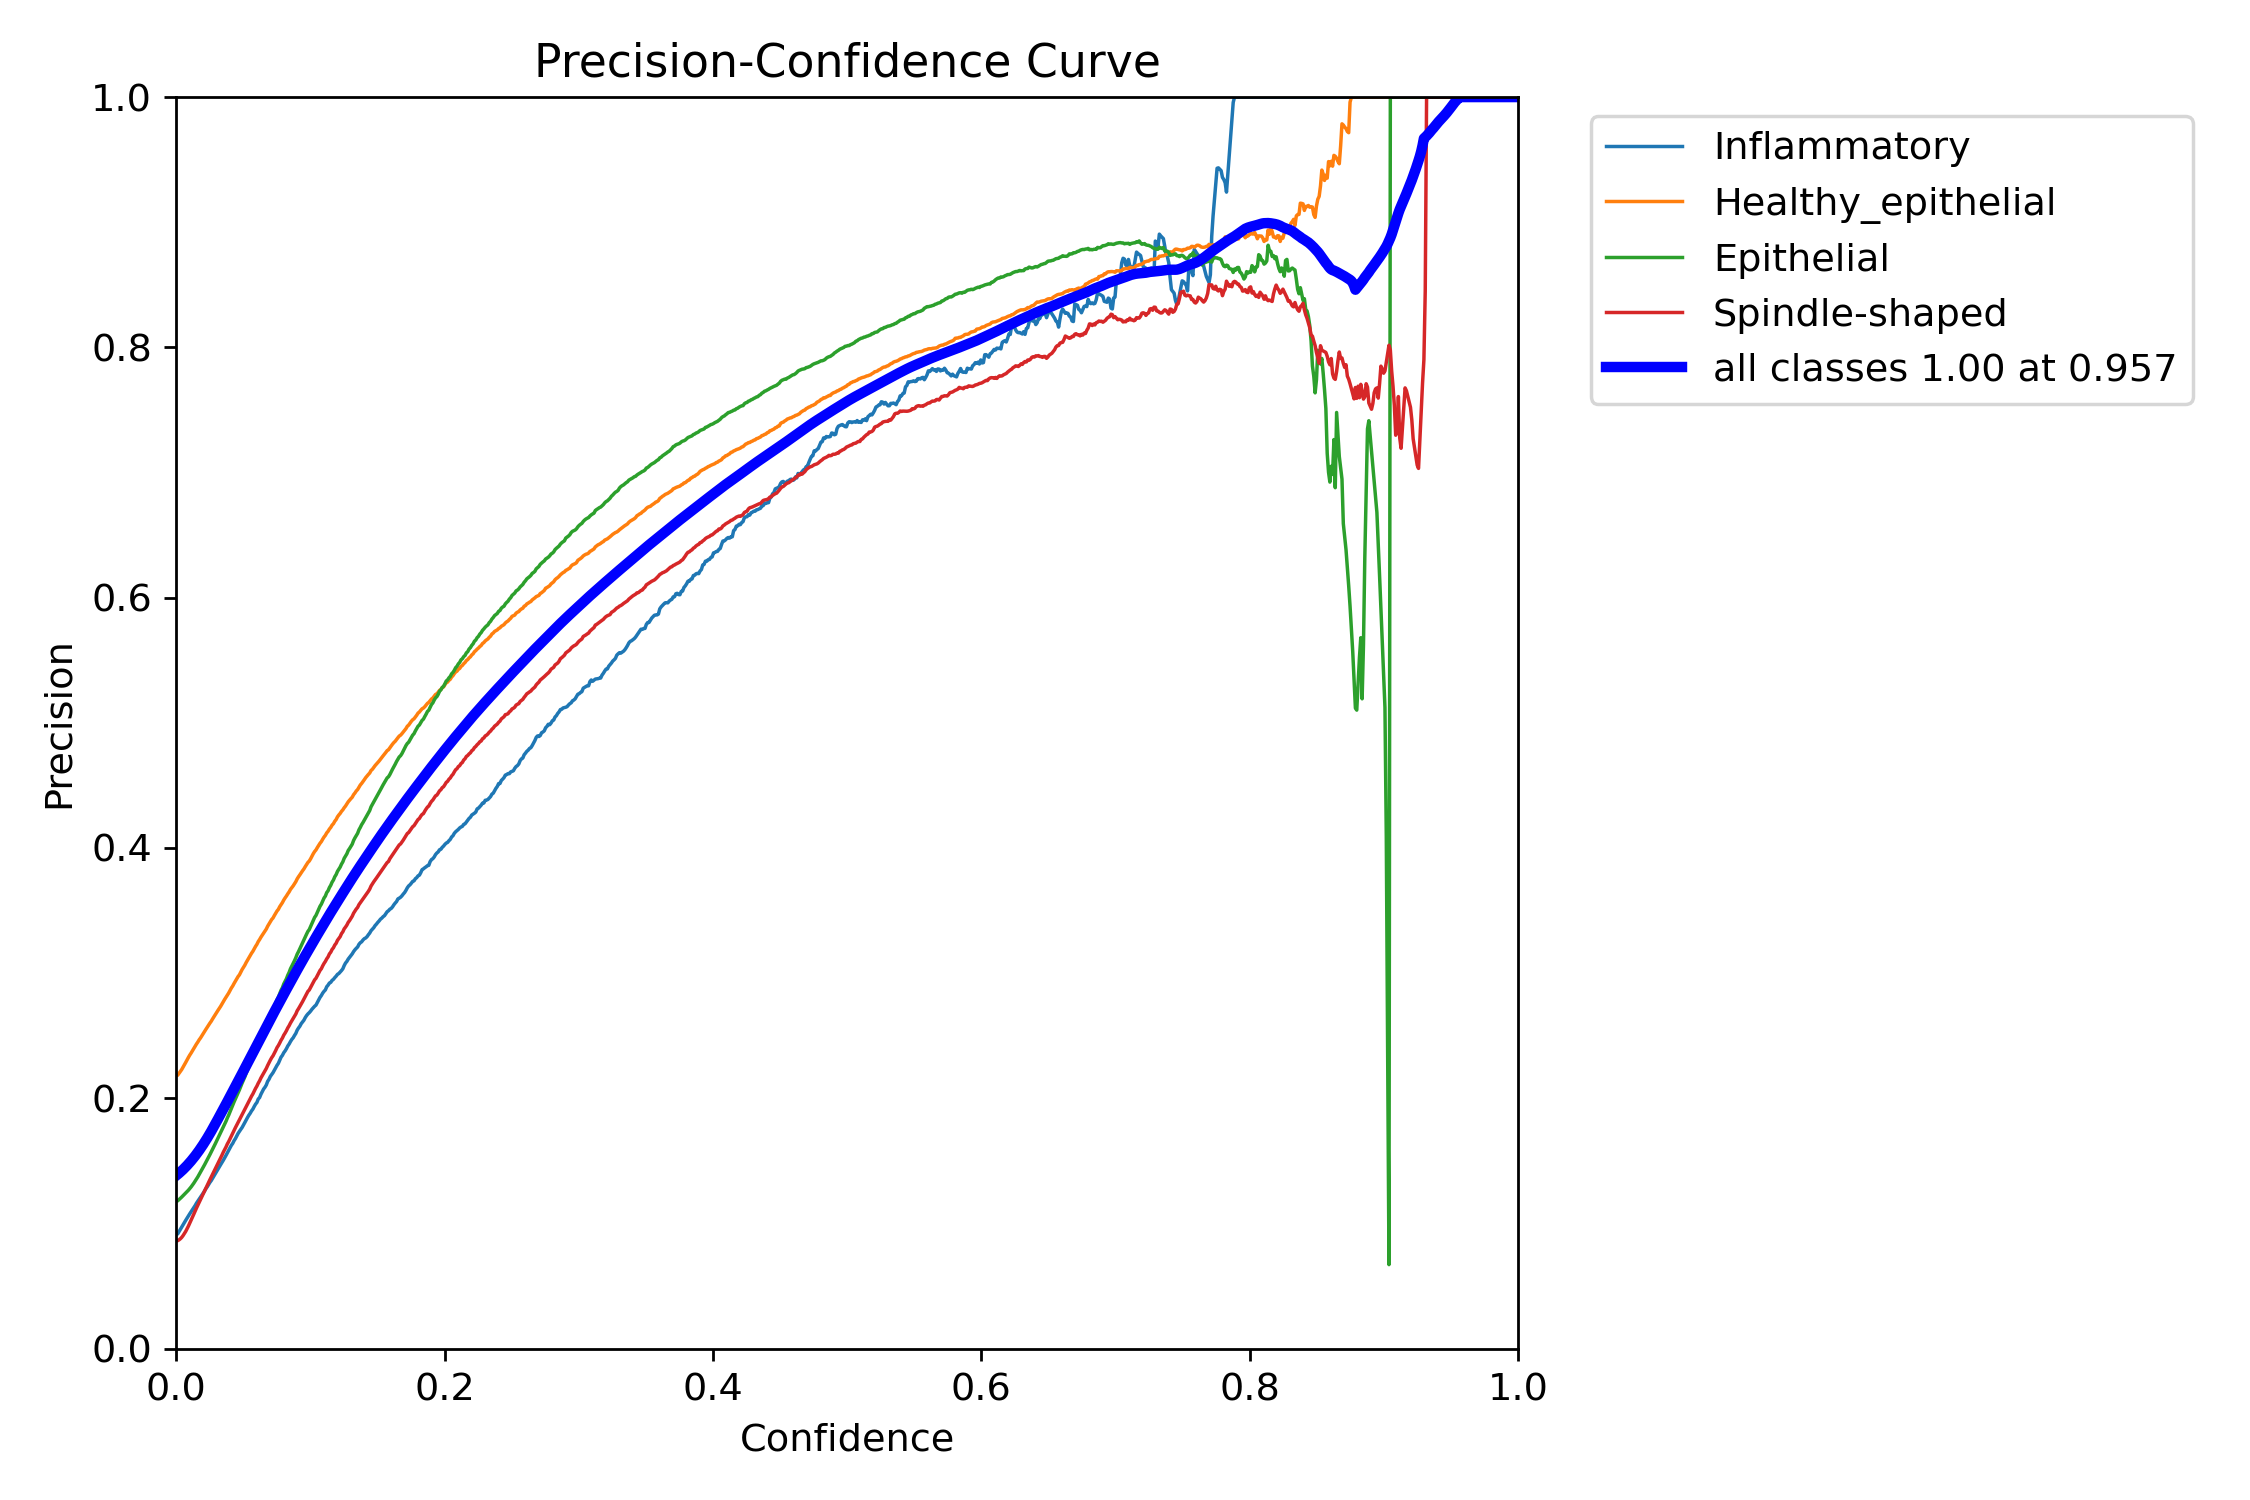 Precision-Confidence Curve
1.0
0.8
0.6
0.4
0.2
0.0
Precision
0.0 0.2 0.4 0.6 0.8 1.0
Confidence
Inflammatory
Healthy_epithelial
Epithelial
Spindle-shaped
all classes 1.00 at 0.957